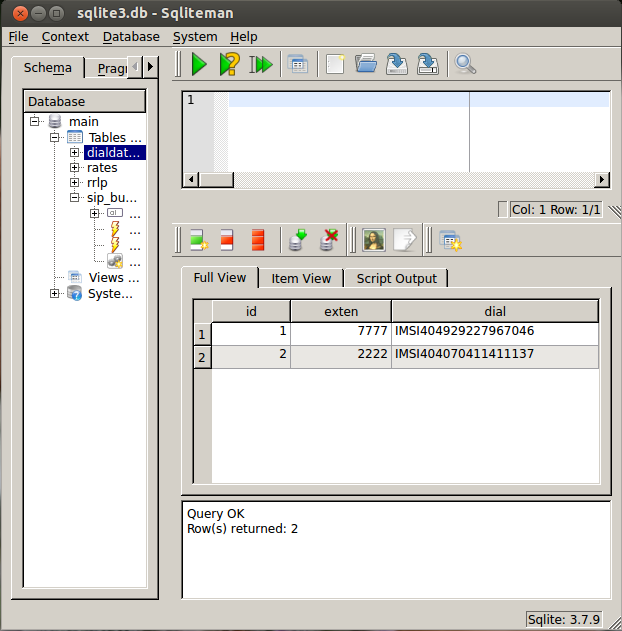 sqlite3.db - Sqliteman
File Context Database System Help
Schema Pragr
Database
main
Tables ...
dialdat...
rates
rrlp
sip_bu...
...
...
...
...
Views ...
Syste...
1
Col: 1 Row: 1/1
Full View Item View Script Output
id exten dial
1 1 7777 IMSI404929227967046
2 2 2222 IMSI404070411411137
Query OK
Row(s) returned: 2
Sqlite: 3.7.9